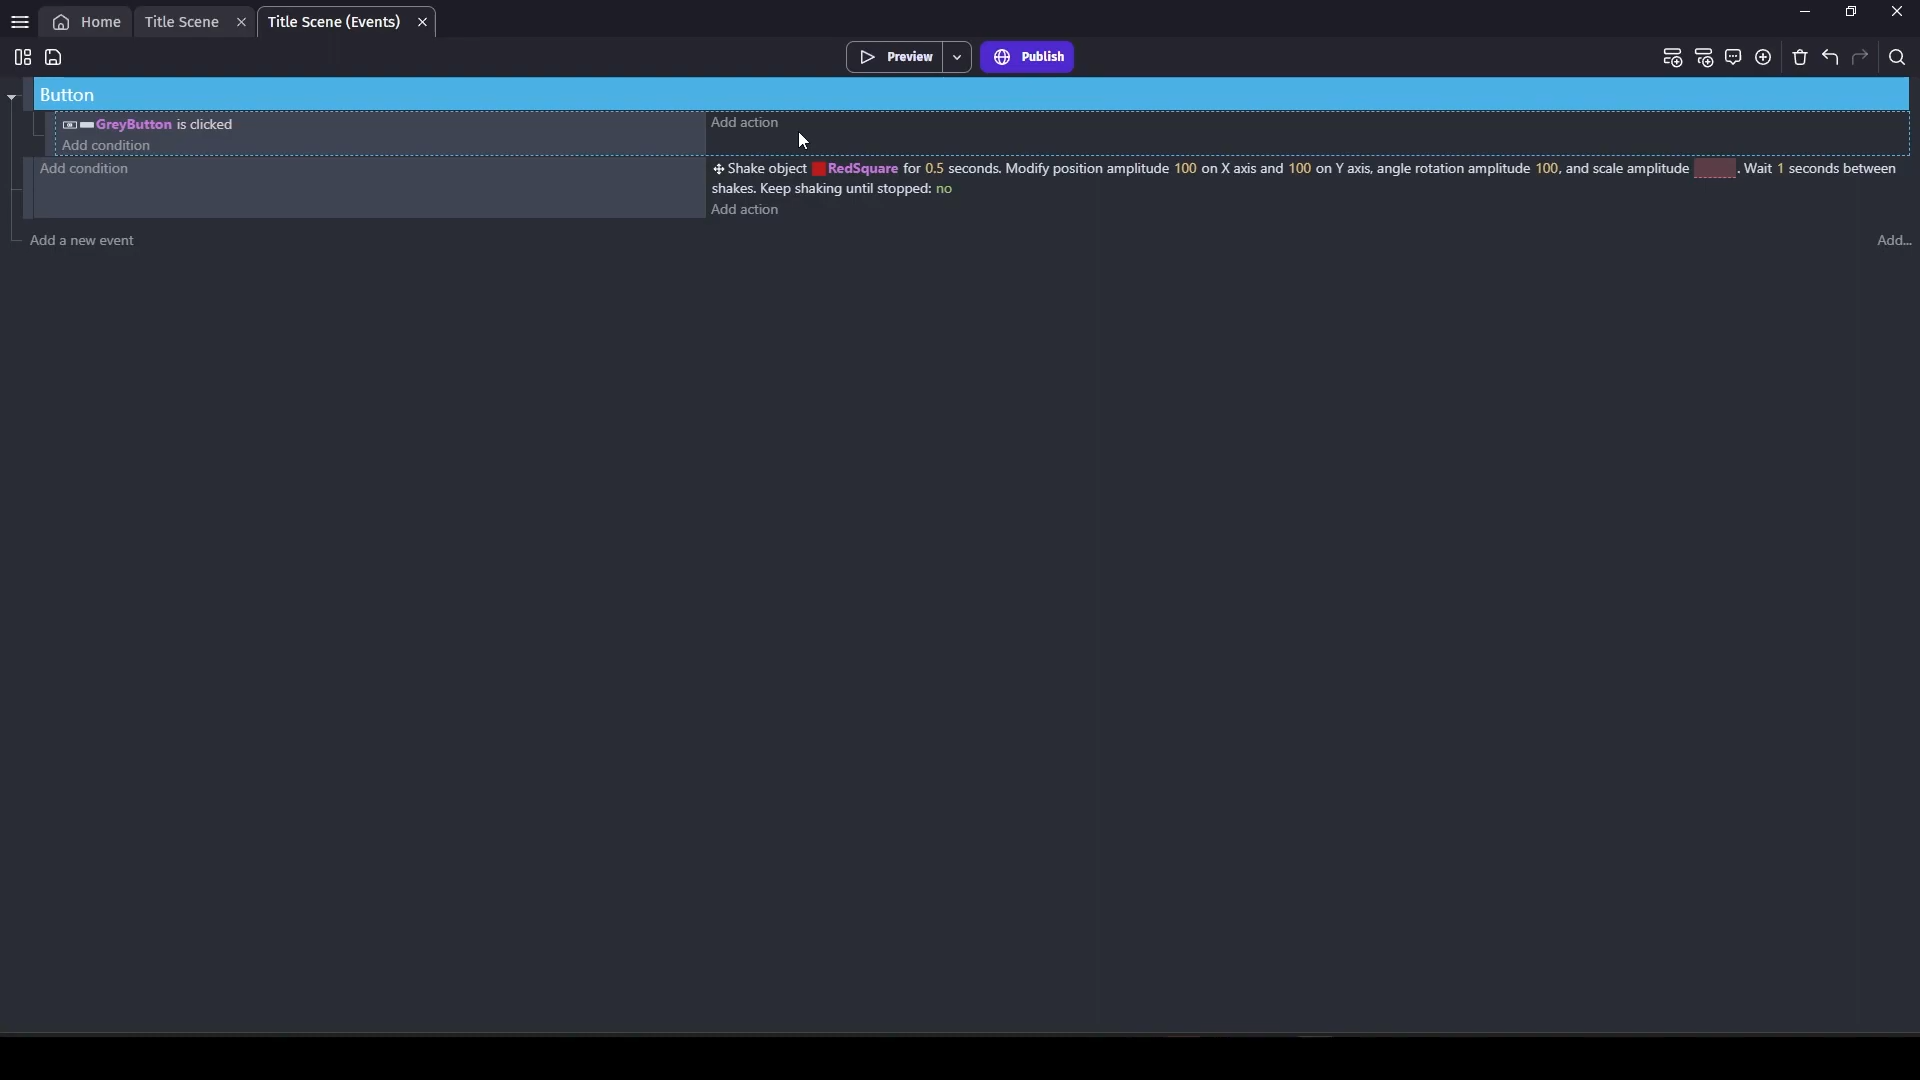 Home
Title Scene
Title Scene (Events)
Preview
Publish
Button
GreyButton is clicked
Add condition
Add action
Add condition
Shake object RedSquare for 0.5 seconds. Modify position amplitude 100 on X axis and 100 on Y axis, angle rotation amplitude 100, and scale amplitude . Wait 1 seconds between
shakes. Keep shaking until stopped: no
Add action
Add a new event
Add...